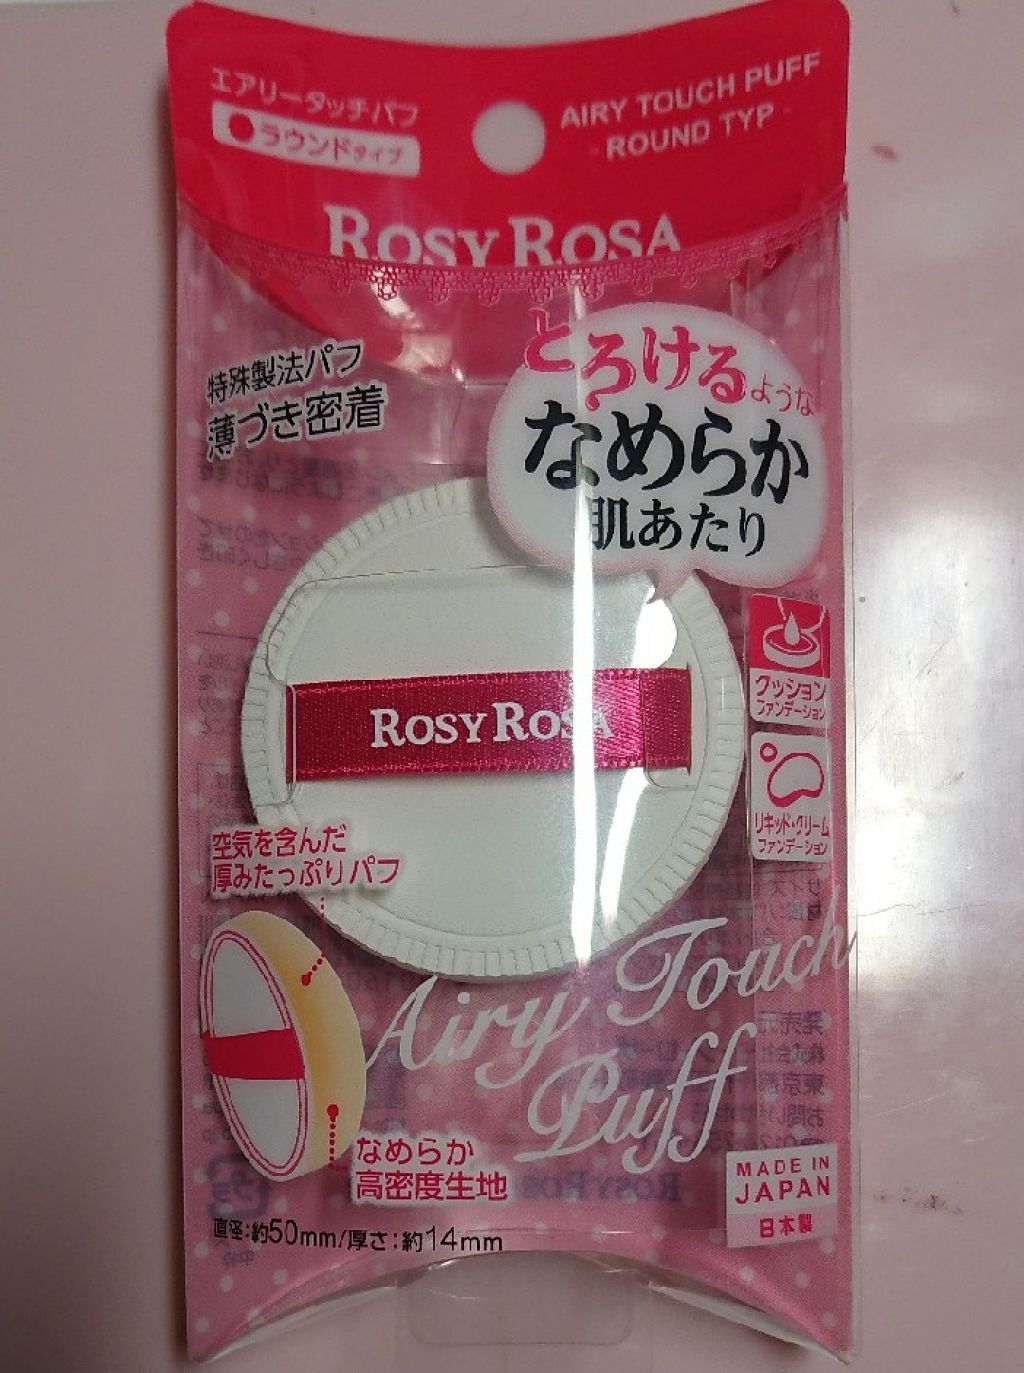 エアリータッチパフ
ラウンドタイプ
AIRY TOUCH PUFF
- ROUND TYP -
ROSY ROSA
とろけるような
なめらか
肌あたり
特殊製法パフ
薄づき密着
ROSY ROSA
クッション
ファンデーション
リキッド・クリーム
ファンデーション
空気を含んだ
厚みたっぷりパフ
Airy Touch
Puff
なめらか
高密度生地
MADE IN
JAPAN
日本製
直径:約50mm/厚さ:約14mm